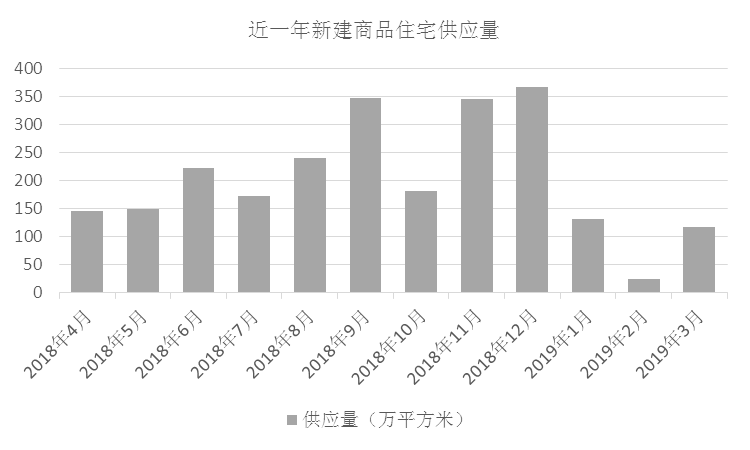 近一年新建商品住宅供应量
400
350
300
250
200
150
100
50
0
2018年4月
2018年5月
2018年6月
2018年7月
2018年8月
2018年9月
2018年10月
2018年11月
2018年12月
2019年1月
2019年2月
2019年3月
供应量（万平方米）